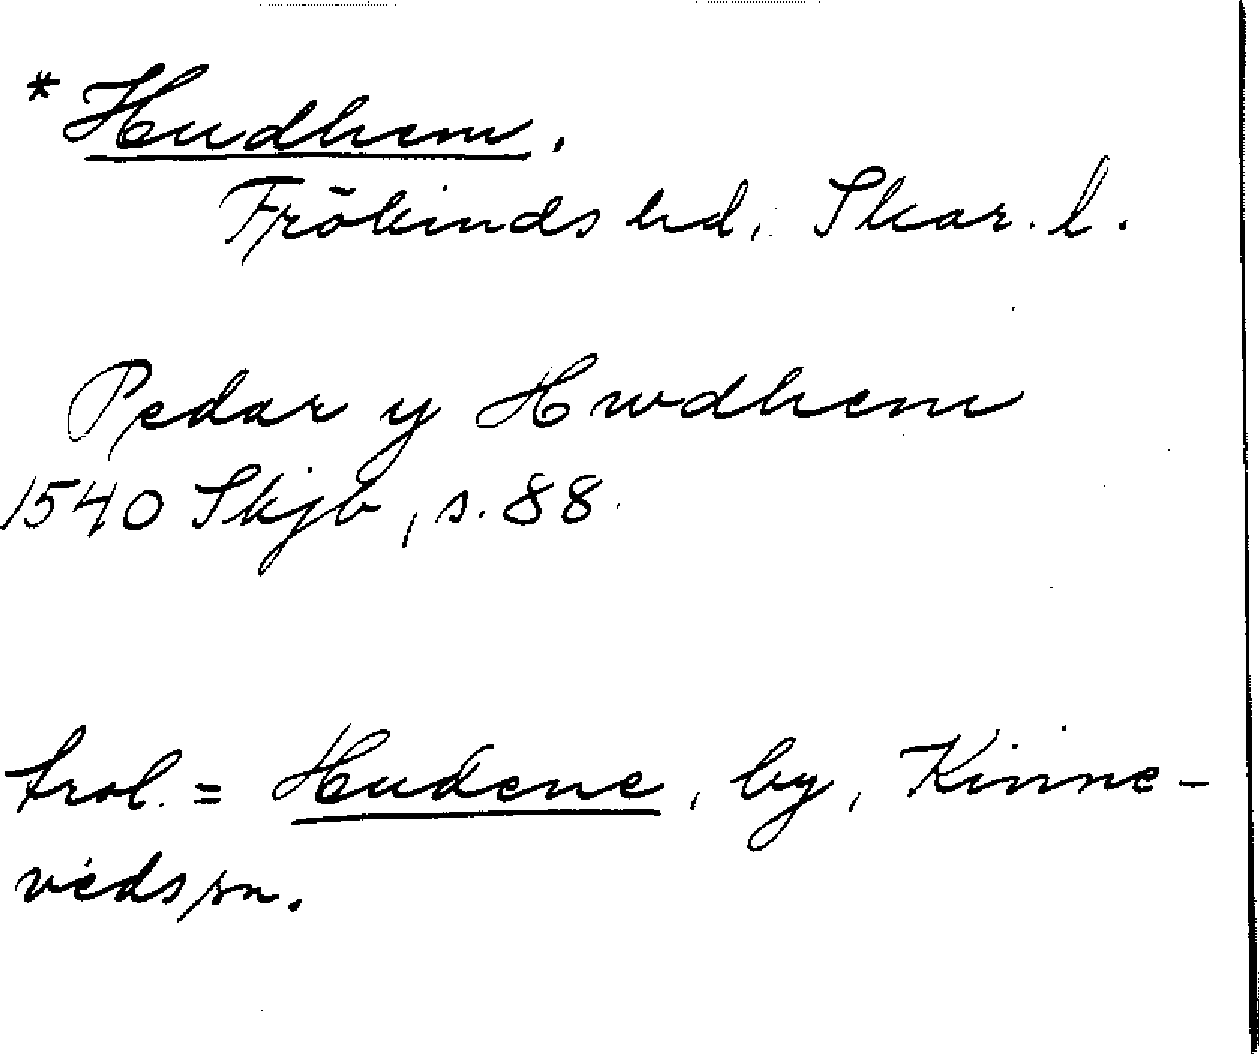 * Hudhem.
Frökinds hd, Skar. l.
Pedar y Hwdhem
1540 Skjb, s. 88.
trol. = Hudene, by, Kinne-
veds sn.